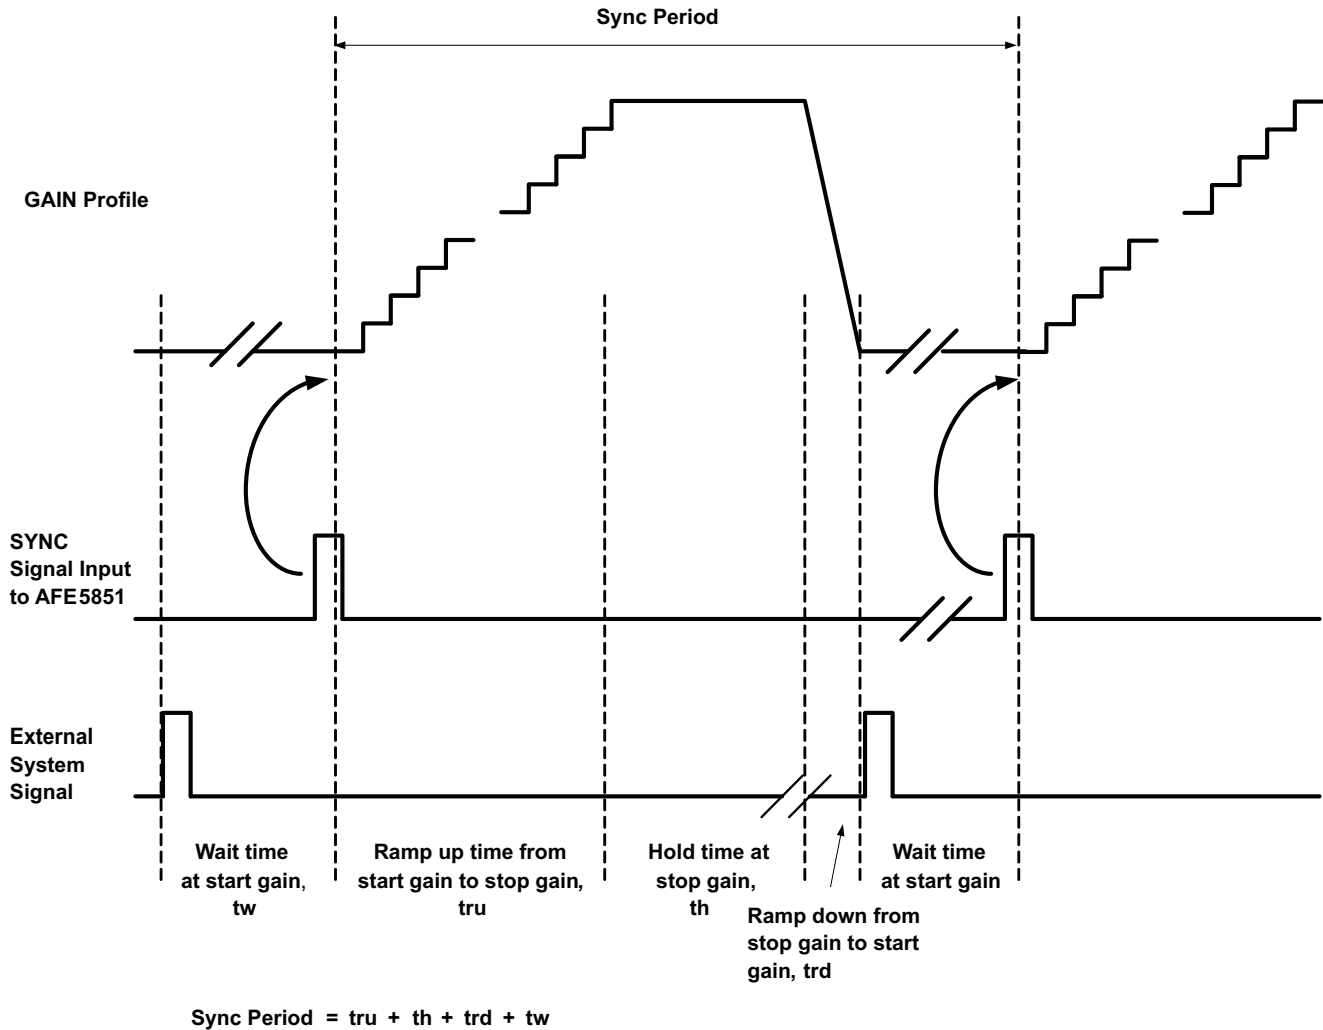 Sync Period
GAIN Profile
SYNC
Signal Input
to AFE5851
External
System
Signal
Wait time
at start gain,
tw
Ramp up time from
start gain to stop gain,
tru
Hold time at
stop gain,
th
Ramp down from
stop gain to start
gain, trd
Wait time
at start gain
Sync Period = tru + th + trd + tw